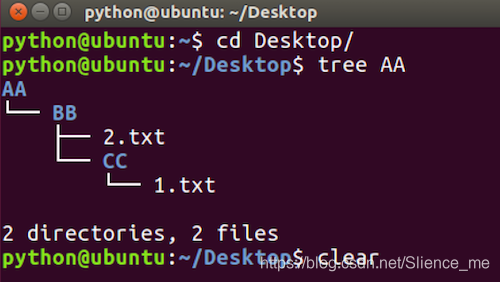 python@ubuntu: ~/Desktop
python@ubuntu:~$ cd Desktop/
python@ubuntu:~/Desktop$ tree AA
AA
└── BB
    ├── 2.txt
    └── CC
        └── 1.txt

2 directories, 2 files
python@ubuntu:~/Desktop$ clear
https://blog.csdn.net/Slience_me